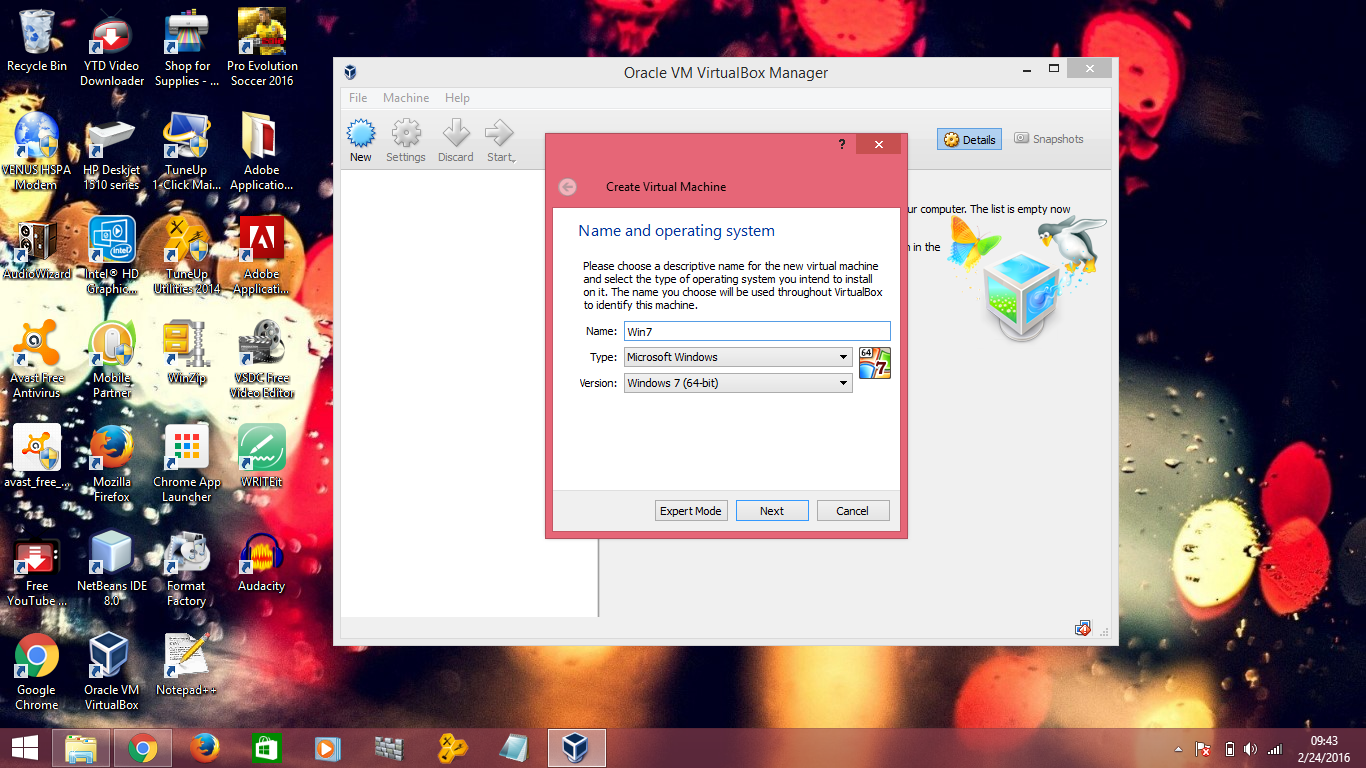 Recycle Bin
YTD Video
Downloader
Shop for
Supplies - ...
Pro Evolution
Soccer 2016
VENUS HSPA
Modem
HP Deskjet
1510 series
TuneUp
1-Click Mai...
Adobe
Applicatio...
AudioWizard
Intel® HD
Graphic...
TuneUp
Utilities 2014
Adobe
Applicati...
Avast Free
Antivirus
Mobile
Partner
WinZip
VSDC Free
Video Editor
avast_free_...
Mozilla
Firefox
Chrome App
Launcher
WRITEit
Free
YouTube ...
NetBeans IDE
8.0
Format
Factory
Audacity
Google
Chrome
Oracle VM
VirtualBox
Notepad++
Oracle VM VirtualBox Manager
File Machine Help
New Settings Discard Start
Details Snapshots
ur computer. The list is empty now
in the
?
Create Virtual Machine
Name and operating system
Please choose a descriptive name for the new virtual machine
and select the type of operating system you intend to install
on it. The name you choose will be used throughout VirtualBox
to identify this machine.
Name: Win7
Type: Microsoft Windows
64
7
Version: Windows 7 (64-bit)
Expert Mode Next Cancel
09:43
2/24/2016